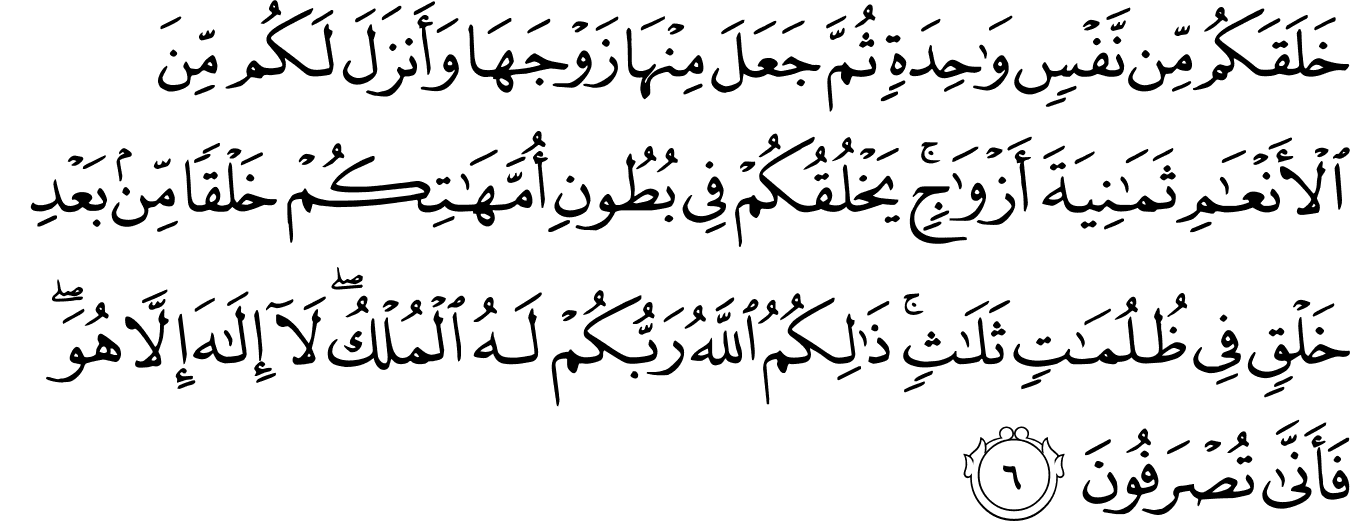 خَلَقَكُم مِّن نَّفْسٍ وَٰحِدَةٍ ثُمَّ جَعَلَ مِنْهَا زَوْجَهَا وَأَنزَلَ لَكُم مِّنَ
ٱلْأَنْعَـٰمِ ثَمَـٰنِيَةَ أَزْوَٰجٍ ۚ يَخْلُقُكُمْ فِى بُطُونِ أُمَّهَـٰتِكُمْ خَلْقًا مِّنۢ بَعْدِ
خَلْقٍ فِى ظُلُمَـٰتٍ ثَلَـٰثٍ ۚ ذَٰلِكُمُ ٱللَّهُ رَبُّكُمْ لَهُ ٱلْمُلْكُ ۖ لَآ إِلَـٰهَ إِلَّا هُوَ ۖ
فَأَنَّىٰ تُصْرَفُونَ ٦